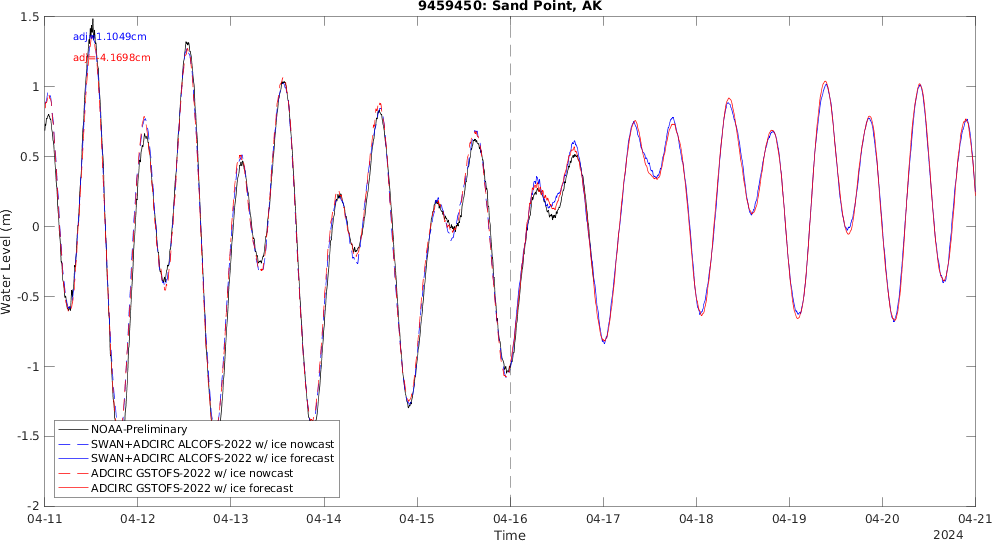 9459450: Sand Point, AK
1.5
1
0.5
0
-0.5
-1
-1.5
-2
Water Level (m)
adj=1.1049cm
adj=-4.1698cm
NOAA-Preliminary
SWAN+ADCIRC ALCOFS-2022 w/ ice nowcast
SWAN+ADCIRC ALCOFS-2022 w/ ice forecast
ADCIRC GSTOFS-2022 w/ ice nowcast
ADCIRC GSTOFS-2022 w/ ice forecast
04-11 04-12 04-13 04-14 04-15 04-16 04-17 04-18 04-19 04-20 04-21
Time
2024